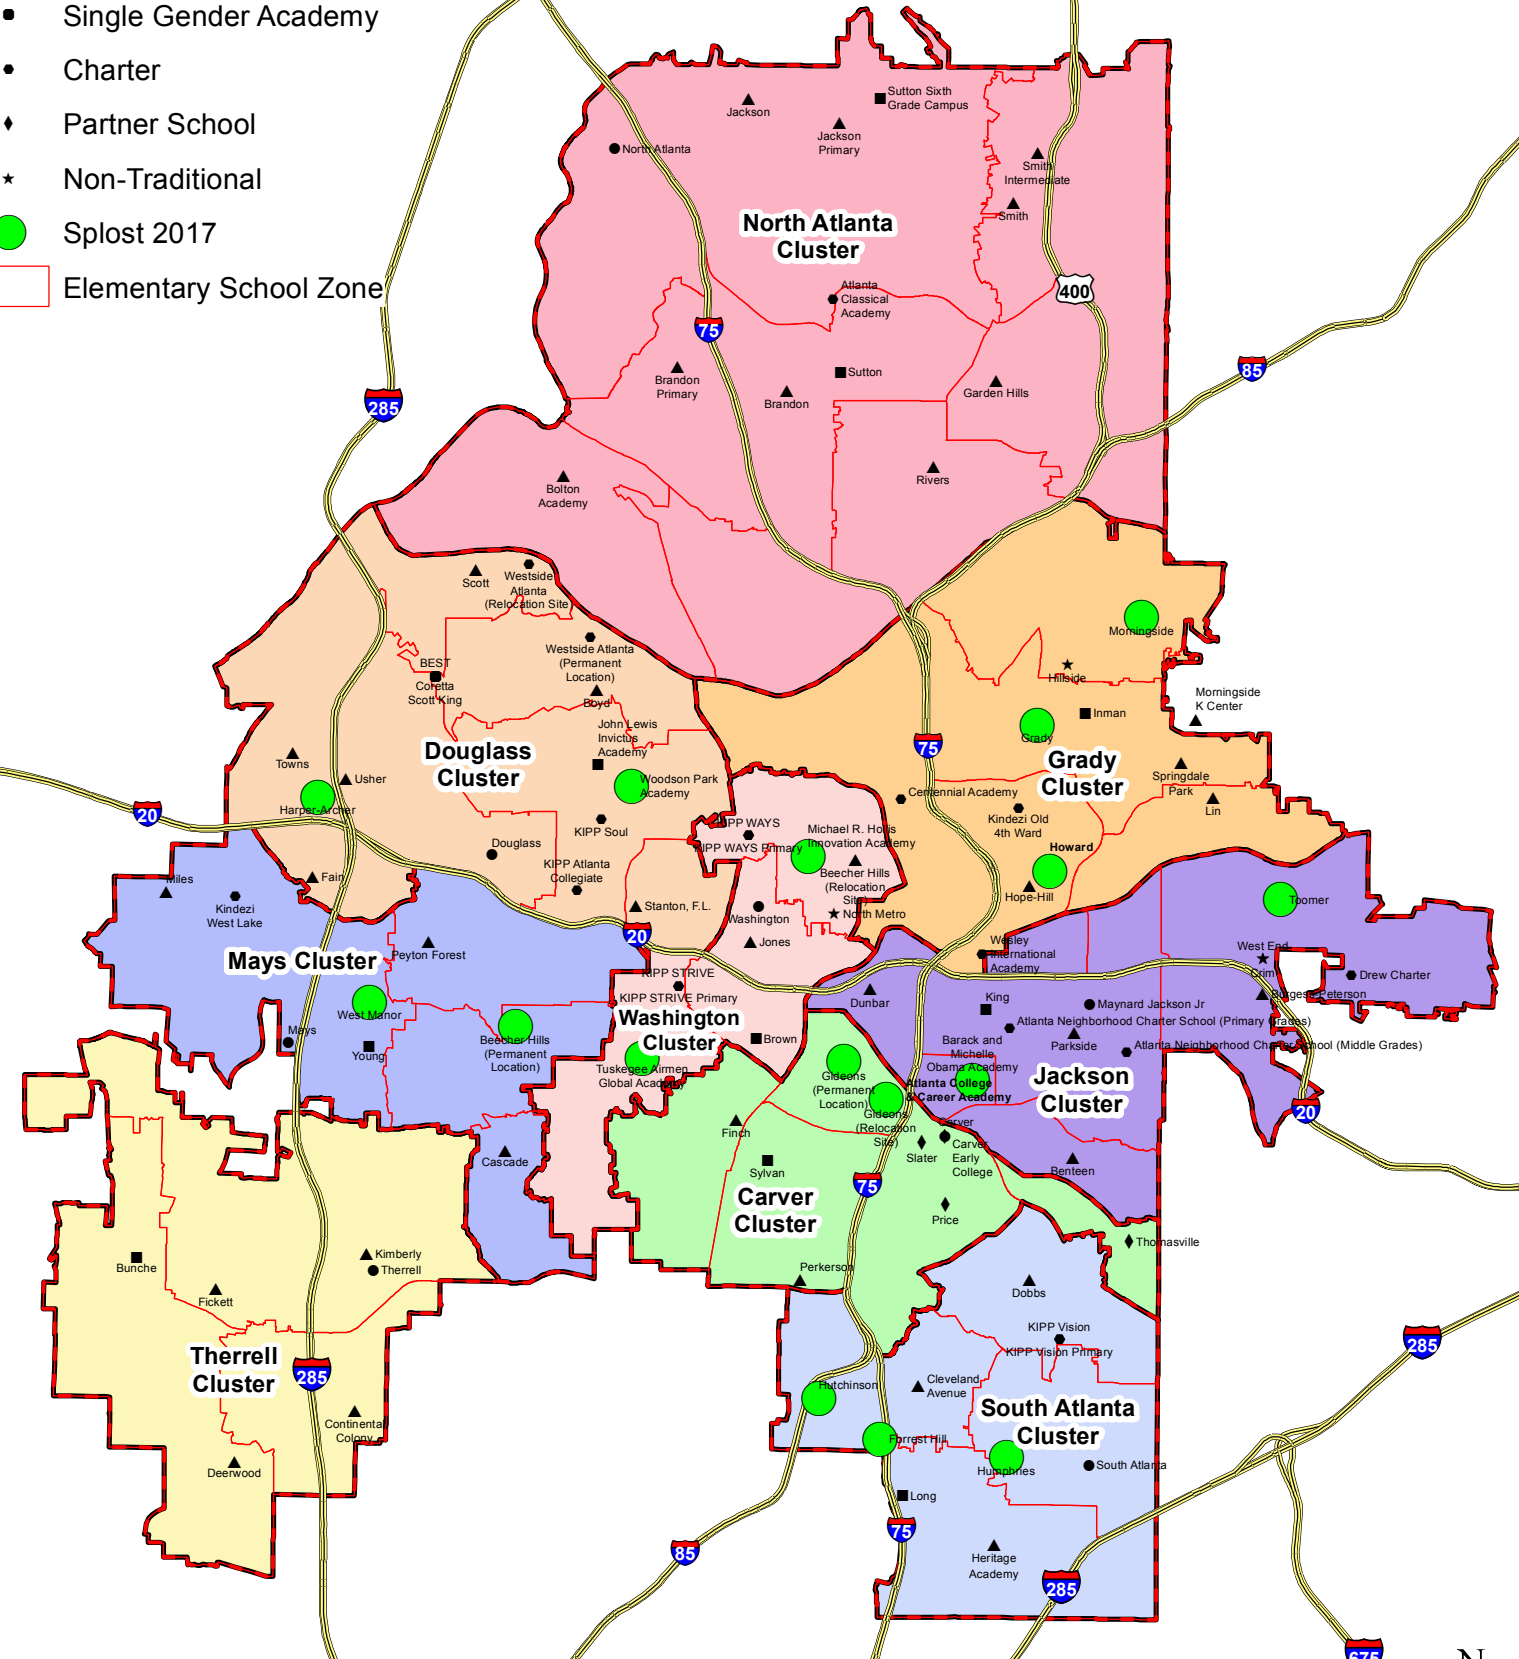 Single Gender Academy
Charter
Partner School
Non-Traditional
Splost 2017
Elementary School Zone
Jackson
Sutton Sixth
Grade Campus
Jackson
Primary
North Atlanta
Smith
Intermediate
Smith
North Atlanta
Cluster
400
Atlanta
Classical
Academy
75
85
285
Brandon
Primary
Brandon
Sutton
Garden Hills
Rivers
Bolton
Academy
Scott
Westside
Atlanta
(Relocation Site)
Westside Atlanta
(Permanent
Location)
BEST
Coretta
Scott King
Boyd
John Lewis
Invictus
Academy
Douglass
Cluster
Towns
Usher
Harper-Archer
Woodson Park
Academy
KIPP Soul
Douglass
KIPP Atlanta
Collegiate
Fain
Stanton, F.L.
20
20
Morningside
Hillside
Morningside
K Center
Inman
Grady
75
Grady
Cluster
Springdale
Park
Lin
Centennial Academy
Kindezi Old
4th Ward
Howard
Hope-Hill
KIPP WAYS
KIPP WAYS Primary
Michael R. Hollis
Innovation Academy
Beecher Hills
(Relocation
Site)
North Metro
Washington
Jones
KIPP STRIVE
KIPP STRIVE Primary
Washington
Cluster
Brown
Tuskegee Airmen
Global Academy
Miles
Kindezi
West Lake
Mays Cluster
Peyton Forest
West Manor
Mays
Young
Beecher Hills
(Permanent
Location)
Cascade
Toomer
West End
Crim
Drew Charter
Burgess-Peterson
Wesley
International
Academy
Dunbar
King
Maynard Jackson Jr
Atlanta Neighborhood Charter School (Primary Grades)
Parkside
Atlanta Neighborhood Charter School (Middle Grades)
Barack and
Michelle
Obama Academy
Atlanta College
& Career Academy
Jackson
Cluster
20
Benteen
Gideons
(Permanent
Location)
Gideons
(Relocation
Site)
Finch
Sylvan
Carver
Carver
Early
College
Slater
75
Carver
Cluster
Price
Perkerson
Thomasville
Bunche
Kimberly
Therrell
Fickett
Therrell
Cluster
285
Continental
Colony
Deerwood
Dobbs
KIPP Vision
KIPP Vision Primary
Hutchinson
Cleveland
Avenue
South Atlanta
Cluster
Forrest Hill
Humphries
South Atlanta
Long
75
85
Heritage
Academy
285
285
675
N